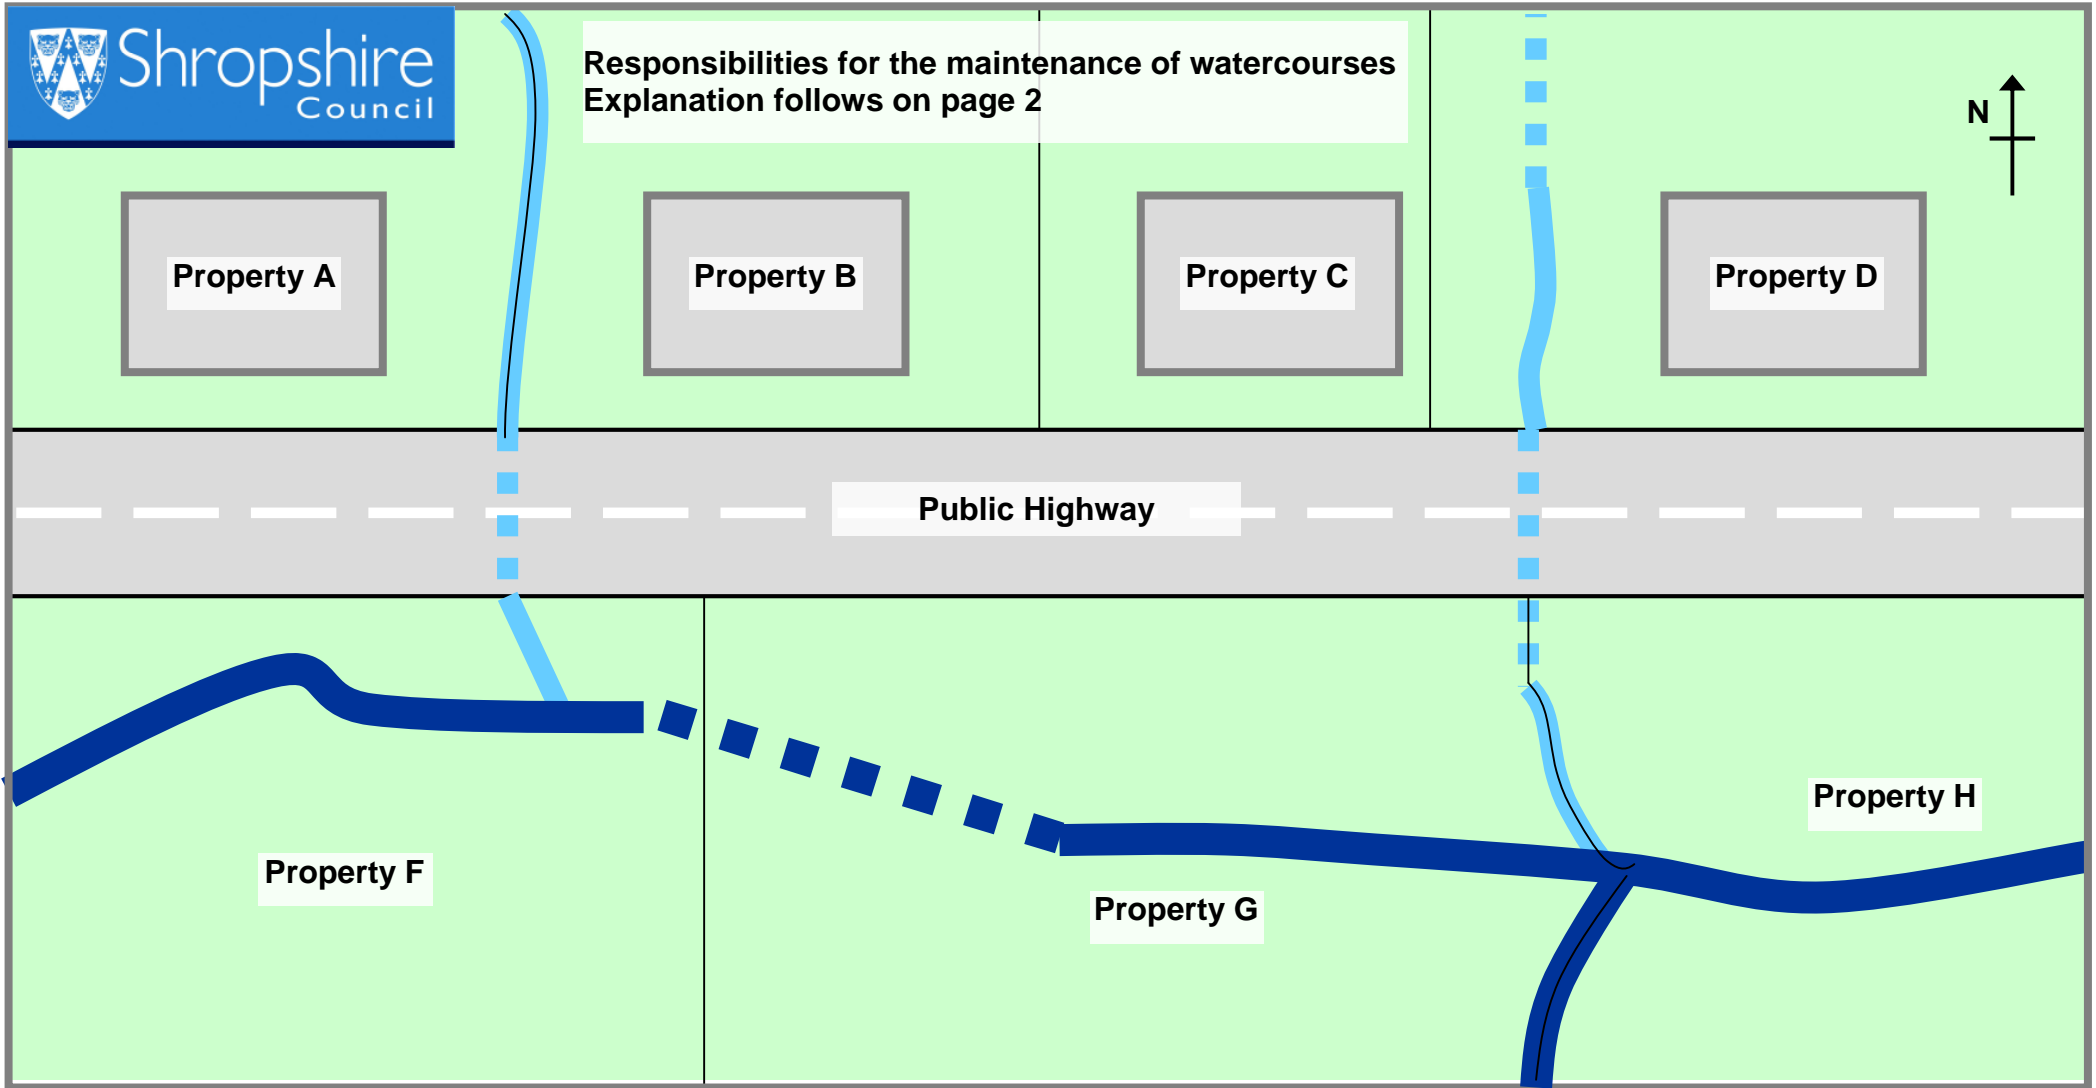 Shropshire
Council
Responsibilities for the maintenance of watercourses
Explanation follows on page 2
N
Property A
Property B
Property C
Property D
Public Highway
Property H
Property F
Property G